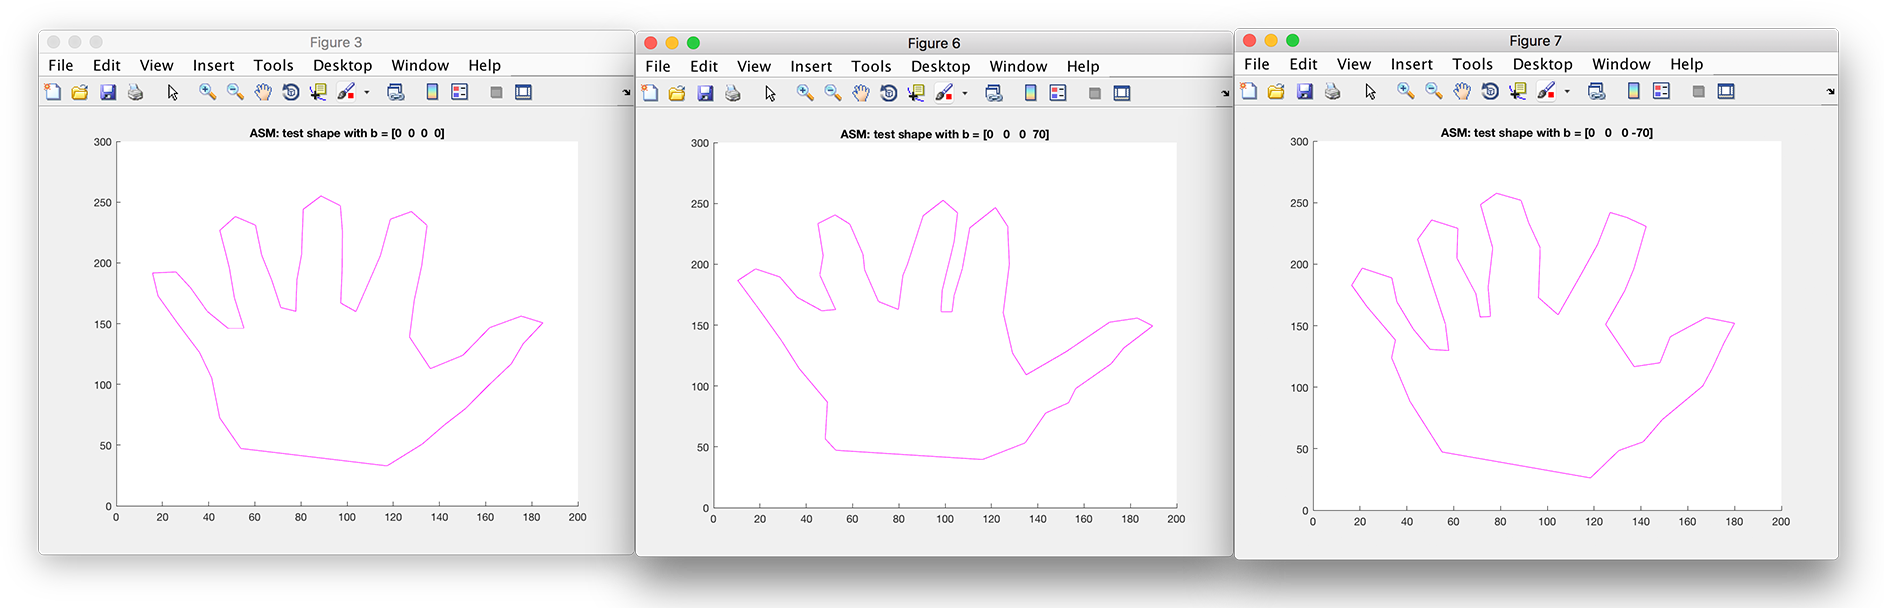 Figure 3
File Edit View Insert Tools Desktop Window Help
ASM: test shape with b = [0 0 0 0]
300
250
200
150
100
50
0
0 20 40 60 80 100 120 140 160 180 200
Figure 6
File Edit View Insert Tools Desktop Window Help
ASM: test shape with b = [0 0 0 70]
300
250
200
150
100
50
0
0 20 40 60 80 100 120 140 160 180 200
Figure 7
File Edit View Insert Tools Desktop Window Help
ASM: test shape with b = [0 0 0 -70]
300
250
200
150
100
50
0
0 20 40 60 80 100 120 140 160 180 200